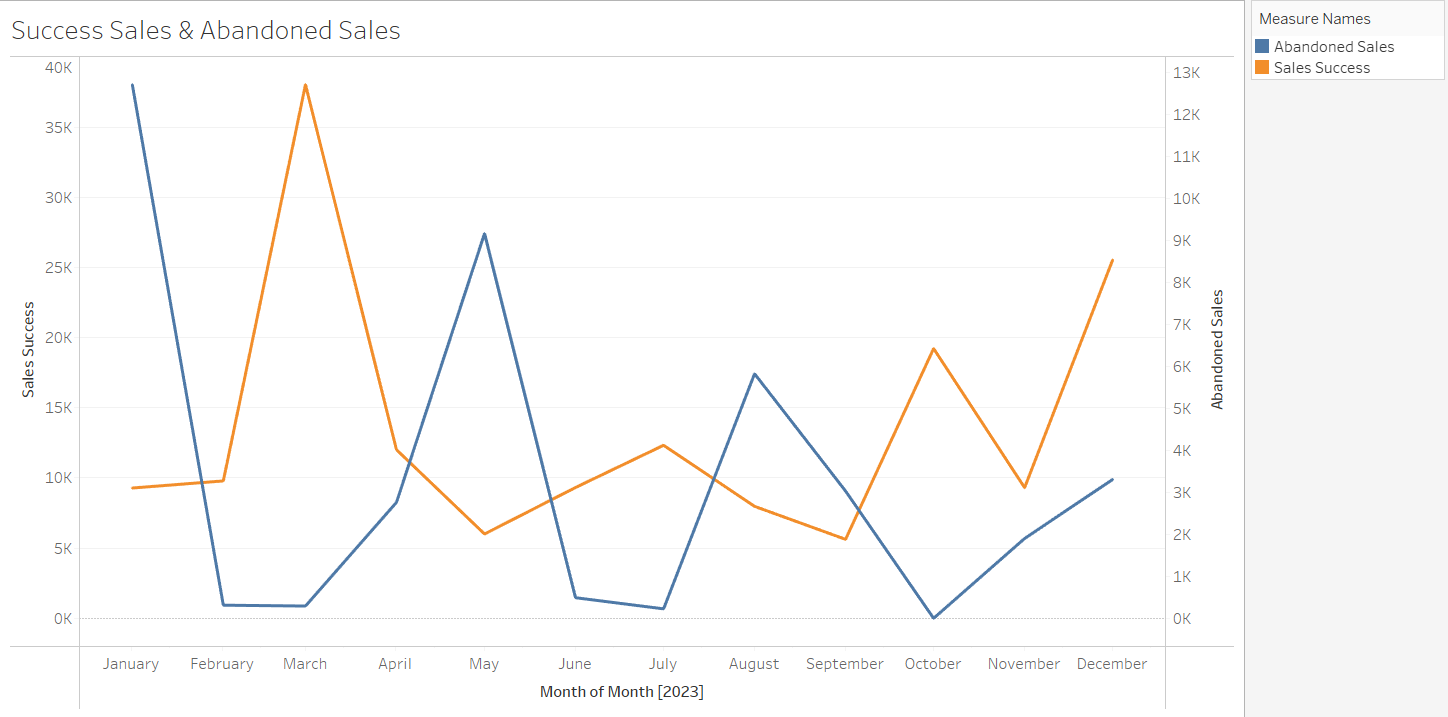 Success Sales & Abandoned Sales
Measure Names
Abandoned Sales
Sales Success
40K
35K
30K
25K
20K
15K
10K
5K
0K
Sales Success
13K
12K
11K
10K
9K
8K
7K
6K
5K
4K
3K
2K
1K
0K
Abandoned Sales
January February March April May June July August September October November December
Month of Month [2023]